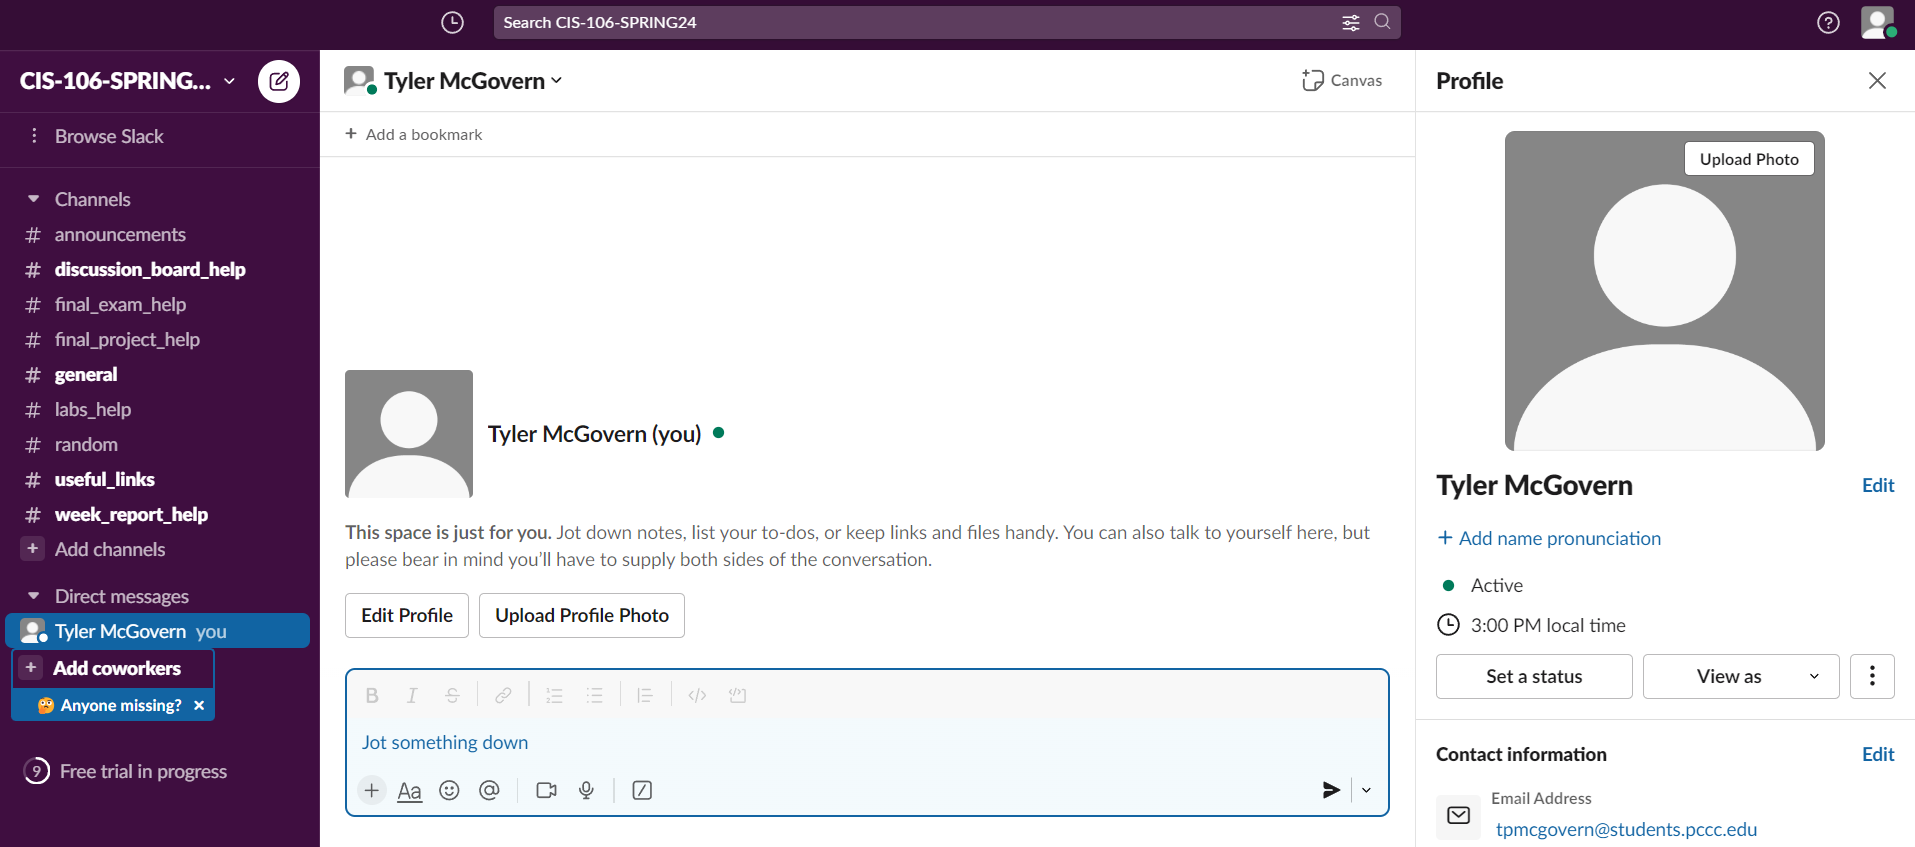 Search CIS-106-SPRING24
CIS-106-SPRING...
Browse Slack
Channels
# announcements
# discussion_board_help
# final_exam_help
# final_project_help
# general
# labs_help
# random
# useful_links
# week_report_help
+ Add channels
Direct messages
Tyler McGovern you
+ Add coworkers
🤔 Anyone missing? ×
9 Free trial in progress
Tyler McGovern
Canvas
+ Add a bookmark
Tyler McGovern (you)
This space is just for you. Jot down notes, list your to-dos, or keep links and files handy. You can also talk to yourself here, but
please bear in mind you’ll have to supply both sides of the conversation.
Edit Profile
Upload Profile Photo
B I S
Jot something down
+ Aa @
Profile
Upload Photo
Tyler McGovern
Edit
+ Add name pronunciation
Active
3:00 PM local time
Set a status
View as
Contact information
Edit
Email Address
tpmcgovern@students.pccc.edu